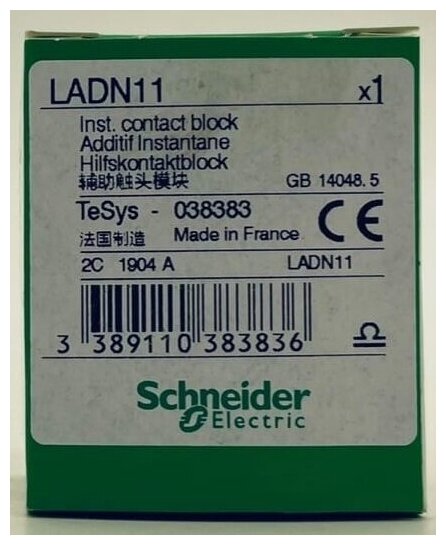 LADN11 x1
Inst. contact block
Additif Instantane
Hilfskontaktblock
辅助触头模块 GB 14048.5
TeSys - 038383
法国制造 Made in France CE
2C 1904 A LADN11
3 389110 383836
Schneider
Electric